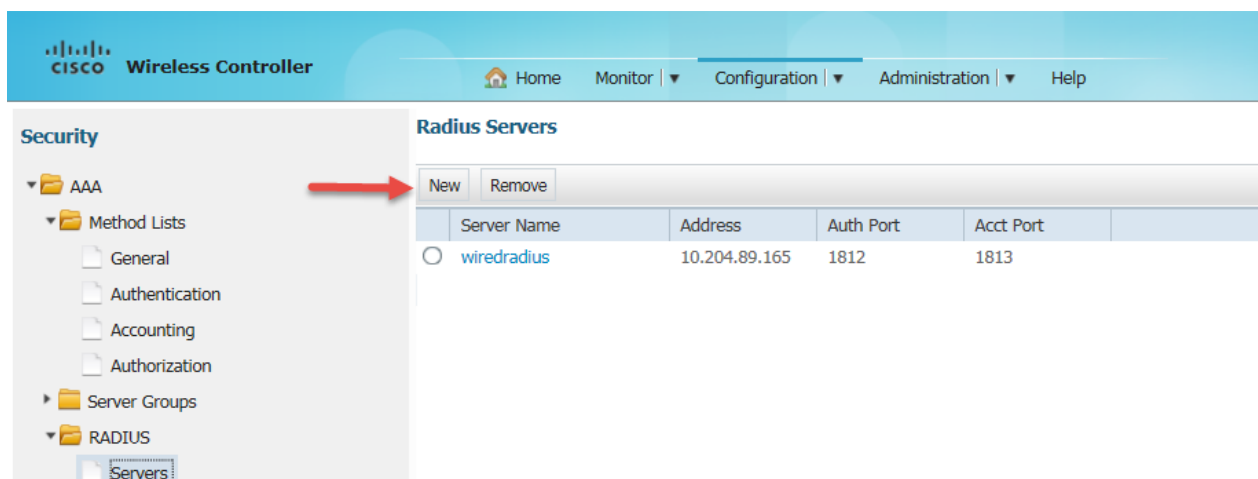 CISCO Wireless Controller
Home Monitor Configuration Administration Help
Security
AAA
Method Lists
General
Authentication
Accounting
Authorization
Server Groups
RADIUS
Servers
Radius Servers
New Remove
Server Name Address Auth Port Acct Port
wiredradius 10.204.89.165 1812 1813